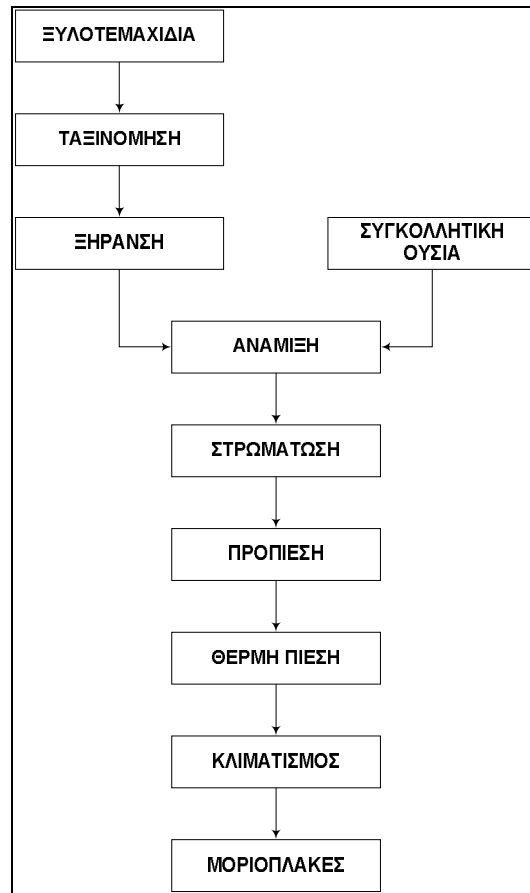 ΞΥΛΟΤΕΜΑΧΙΔΙΑ
ΤΑΞΙΝΟΜΗΣΗ
ΞΗΡΑΝΣΗ
ΣΥΓΚΟΛΛΗΤΙΚΗ
ΟΥΣΙΑ
ΑΝΑΜΙΞΗ
ΣΤΡΩΜΑΤΩΣΗ
ΠΡΟΠΙΕΣΗ
ΘΕΡΜΗ ΠΙΕΣΗ
ΚΛΙΜΑΤΙΣΜΟΣ
ΜΟΡΙΟΠΛΑΚΕΣ